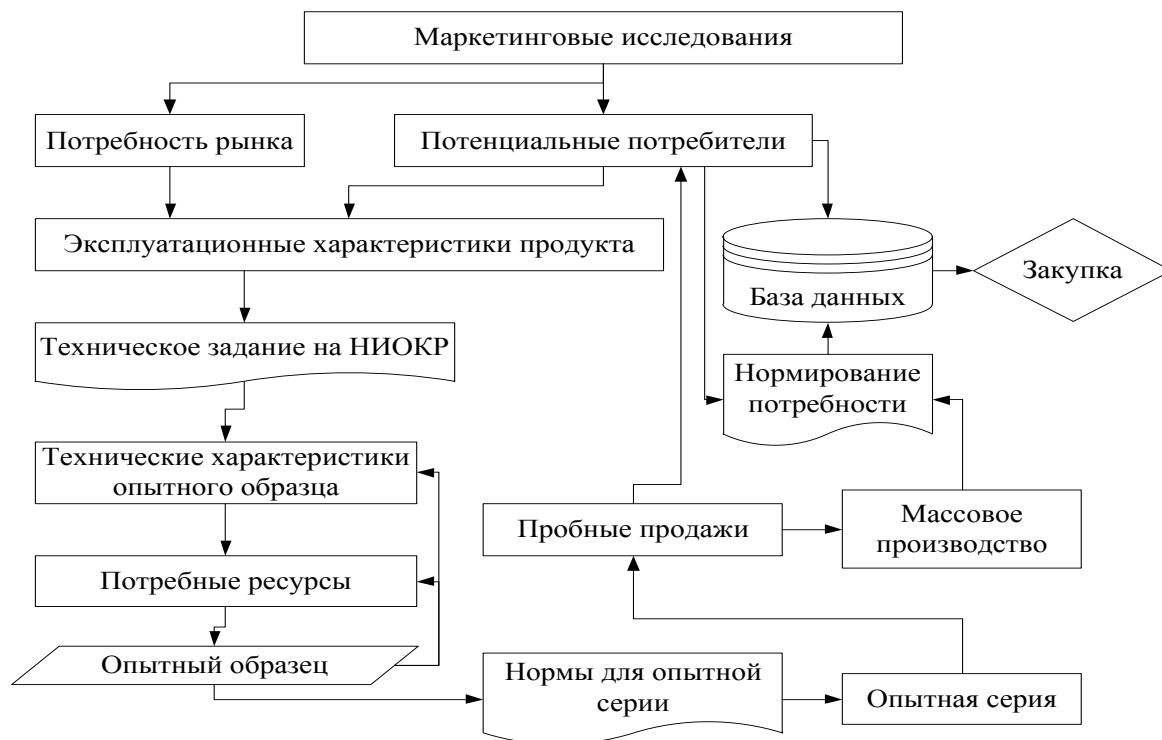 Маркетинговые исследования
Потребность рынка
Потенциальные потребители
Эксплуатационные характеристики продукта
База данных
Закупка
Техническое задание на НИОКР
Нормирование
потребности
Технические характеристики
опытного образца
Пробные продажи
Массовое
производство
Потребные ресурсы
Опытный образец
Нормы для опытной
серии
Опытная серия